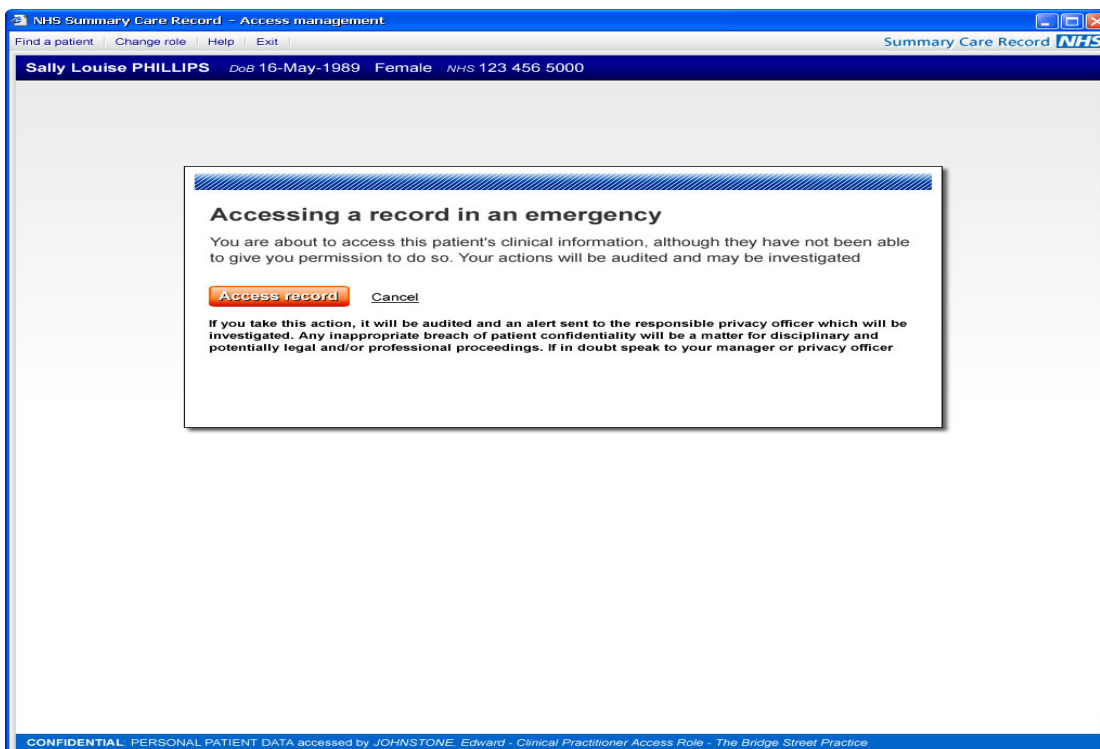 NHS Summary Care Record - Access management
Find a patient Change role Help Exit
Summary Care Record NHS
Sally Louise PHILLIPS DoB 16-May-1989 Female NHS 123 456 5000
Accessing a record in an emergency
You are about to access this patient's clinical information, although they have not been able
to give you permission to do so. Your actions will be audited and may be investigated
Access record Cancel
If you take this action, it will be audited and an alert sent to the responsible privacy officer which will be
investigated. Any inappropriate breach of patient confidentiality will be a matter for disciplinary and
potentially legal and/or professional proceedings. If in doubt speak to your manager or privacy officer
CONFIDENTIAL: PERSONAL PATIENT DATA accessed by JOHNSTONE, Edward - Clinical Practitioner Access Role - The Bridge Street Practice